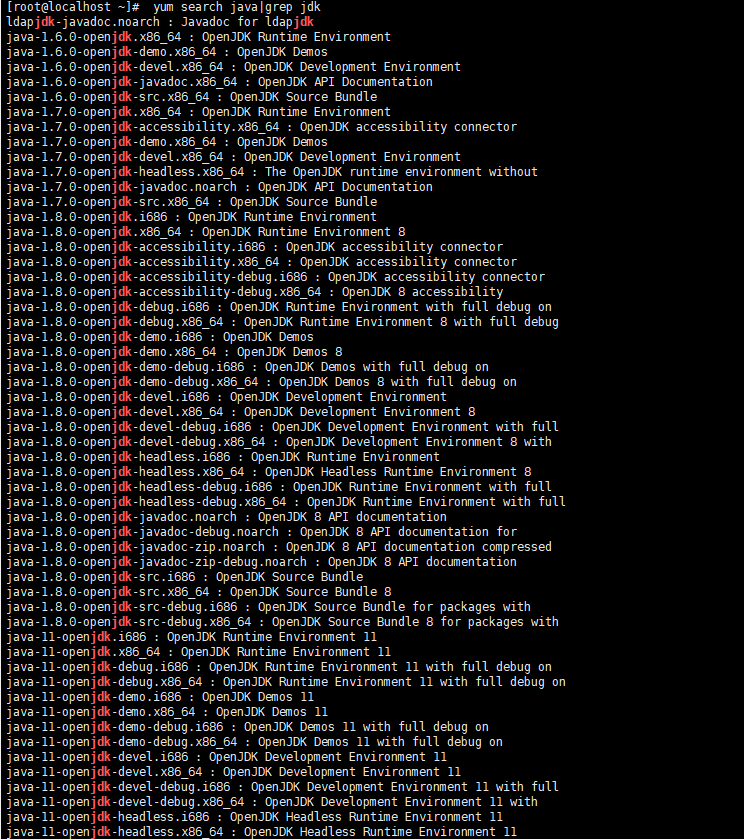 [root@localhost ~]#  yum search java|grep jdk
ldapjdk-javadoc.noarch : Javadoc for ldapjdk
java-1.6.0-openjdk.x86_64 : OpenJDK Runtime Environment
java-1.6.0-openjdk-demo.x86_64 : OpenJDK Demos
java-1.6.0-openjdk-devel.x86_64 : OpenJDK Development Environment
java-1.6.0-openjdk-javadoc.x86_64 : OpenJDK API Documentation
java-1.6.0-openjdk-src.x86_64 : OpenJDK Source Bundle
java-1.7.0-openjdk.x86_64 : OpenJDK Runtime Environment
java-1.7.0-openjdk-accessibility.x86_64 : OpenJDK accessibility connector
java-1.7.0-openjdk-demo.x86_64 : OpenJDK Demos
java-1.7.0-openjdk-devel.x86_64 : OpenJDK Development Environment
java-1.7.0-openjdk-headless.x86_64 : The OpenJDK runtime environment without
java-1.7.0-openjdk-javadoc.noarch : OpenJDK API Documentation
java-1.7.0-openjdk-src.x86_64 : OpenJDK Source Bundle
java-1.8.0-openjdk.i686 : OpenJDK Runtime Environment
java-1.8.0-openjdk.x86_64 : OpenJDK Runtime Environment 8
java-1.8.0-openjdk-accessibility.i686 : OpenJDK accessibility connector
java-1.8.0-openjdk-accessibility.x86_64 : OpenJDK accessibility connector
java-1.8.0-openjdk-accessibility-debug.i686 : OpenJDK accessibility connector
java-1.8.0-openjdk-accessibility-debug.x86_64 : OpenJDK 8 accessibility
java-1.8.0-openjdk-debug.i686 : OpenJDK Runtime Environment with full debug on
java-1.8.0-openjdk-debug.x86_64 : OpenJDK Runtime Environment 8 with full debug
java-1.8.0-openjdk-demo.i686 : OpenJDK Demos
java-1.8.0-openjdk-demo.x86_64 : OpenJDK Demos 8
java-1.8.0-openjdk-demo-debug.i686 : OpenJDK Demos with full debug on
java-1.8.0-openjdk-demo-debug.x86_64 : OpenJDK Demos 8 with full debug on
java-1.8.0-openjdk-devel.i686 : OpenJDK Development Environment
java-1.8.0-openjdk-devel.x86_64 : OpenJDK Development Environment 8
java-1.8.0-openjdk-devel-debug.i686 : OpenJDK Development Environment with full
java-1.8.0-openjdk-devel-debug.x86_64 : OpenJDK Development Environment 8 with
java-1.8.0-openjdk-headless.i686 : OpenJDK Runtime Environment
java-1.8.0-openjdk-headless.x86_64 : OpenJDK Headless Runtime Environment 8
java-1.8.0-openjdk-headless-debug.i686 : OpenJDK Runtime Environment with full
java-1.8.0-openjdk-headless-debug.x86_64 : OpenJDK Runtime Environment with full
java-1.8.0-openjdk-javadoc.noarch : OpenJDK 8 API documentation
java-1.8.0-openjdk-javadoc-debug.noarch : OpenJDK 8 API documentation for
java-1.8.0-openjdk-javadoc-zip.noarch : OpenJDK 8 API documentation compressed
java-1.8.0-openjdk-javadoc-zip-debug.noarch : OpenJDK 8 API documentation
java-1.8.0-openjdk-src.i686 : OpenJDK Source Bundle
java-1.8.0-openjdk-src.x86_64 : OpenJDK Source Bundle 8
java-1.8.0-openjdk-src-debug.i686 : OpenJDK Source Bundle for packages with
java-1.8.0-openjdk-src-debug.x86_64 : OpenJDK Source Bundle 8 for packages with
java-11-openjdk.i686 : OpenJDK Runtime Environment 11
java-11-openjdk.x86_64 : OpenJDK Runtime Environment 11
java-11-openjdk-debug.i686 : OpenJDK Runtime Environment 11 with full debug on
java-11-openjdk-debug.x86_64 : OpenJDK Runtime Environment 11 with full debug on
java-11-openjdk-demo.i686 : OpenJDK Demos 11
java-11-openjdk-demo.x86_64 : OpenJDK Demos 11
java-11-openjdk-demo-debug.i686 : OpenJDK Demos 11 with full debug on
java-11-openjdk-demo-debug.x86_64 : OpenJDK Demos 11 with full debug on
java-11-openjdk-devel.i686 : OpenJDK Development Environment 11
java-11-openjdk-devel.x86_64 : OpenJDK Development Environment 11
java-11-openjdk-devel-debug.i686 : OpenJDK Development Environment 11 with full
java-11-openjdk-devel-debug.x86_64 : OpenJDK Development Environment 11 with
java-11-openjdk-headless.i686 : OpenJDK Headless Runtime Environment 11
java-11-openjdk-headless.x86_64 : OpenJDK Headless Runtime Environment 11